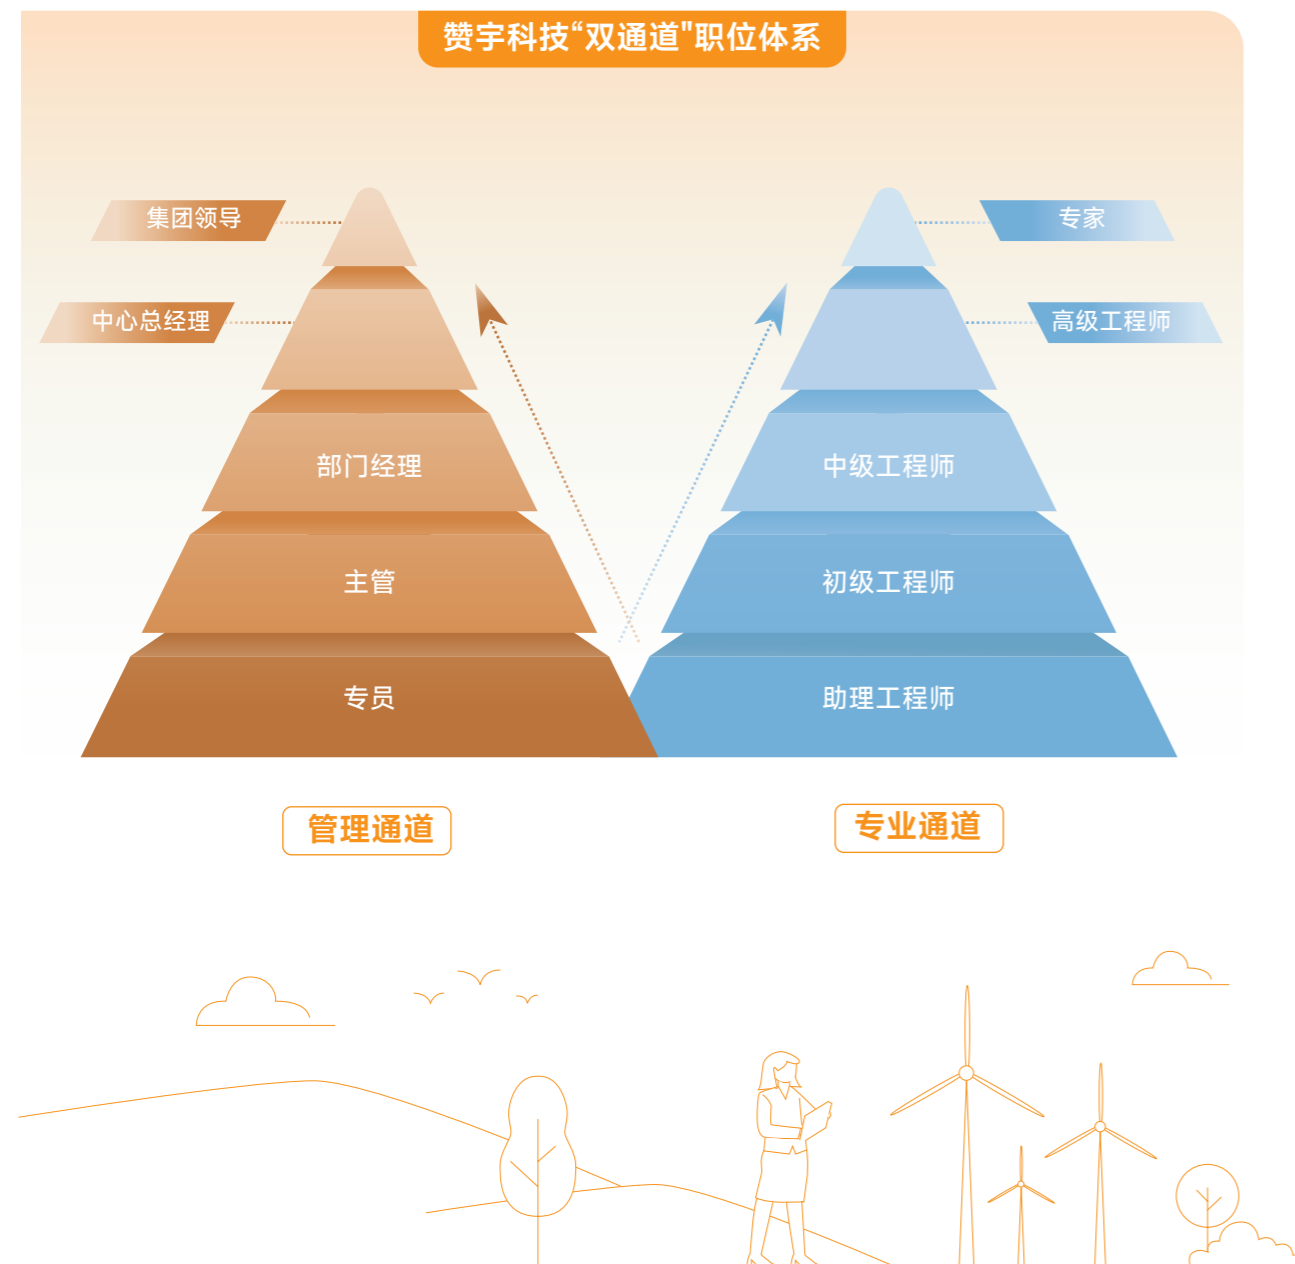 赞宇科技“双通道"职位体系
集团领导
专家
中心总经理
高级工程师
部门经理
中级工程师
主管
初级工程师
专员
助理工程师
管理通道
专业通道